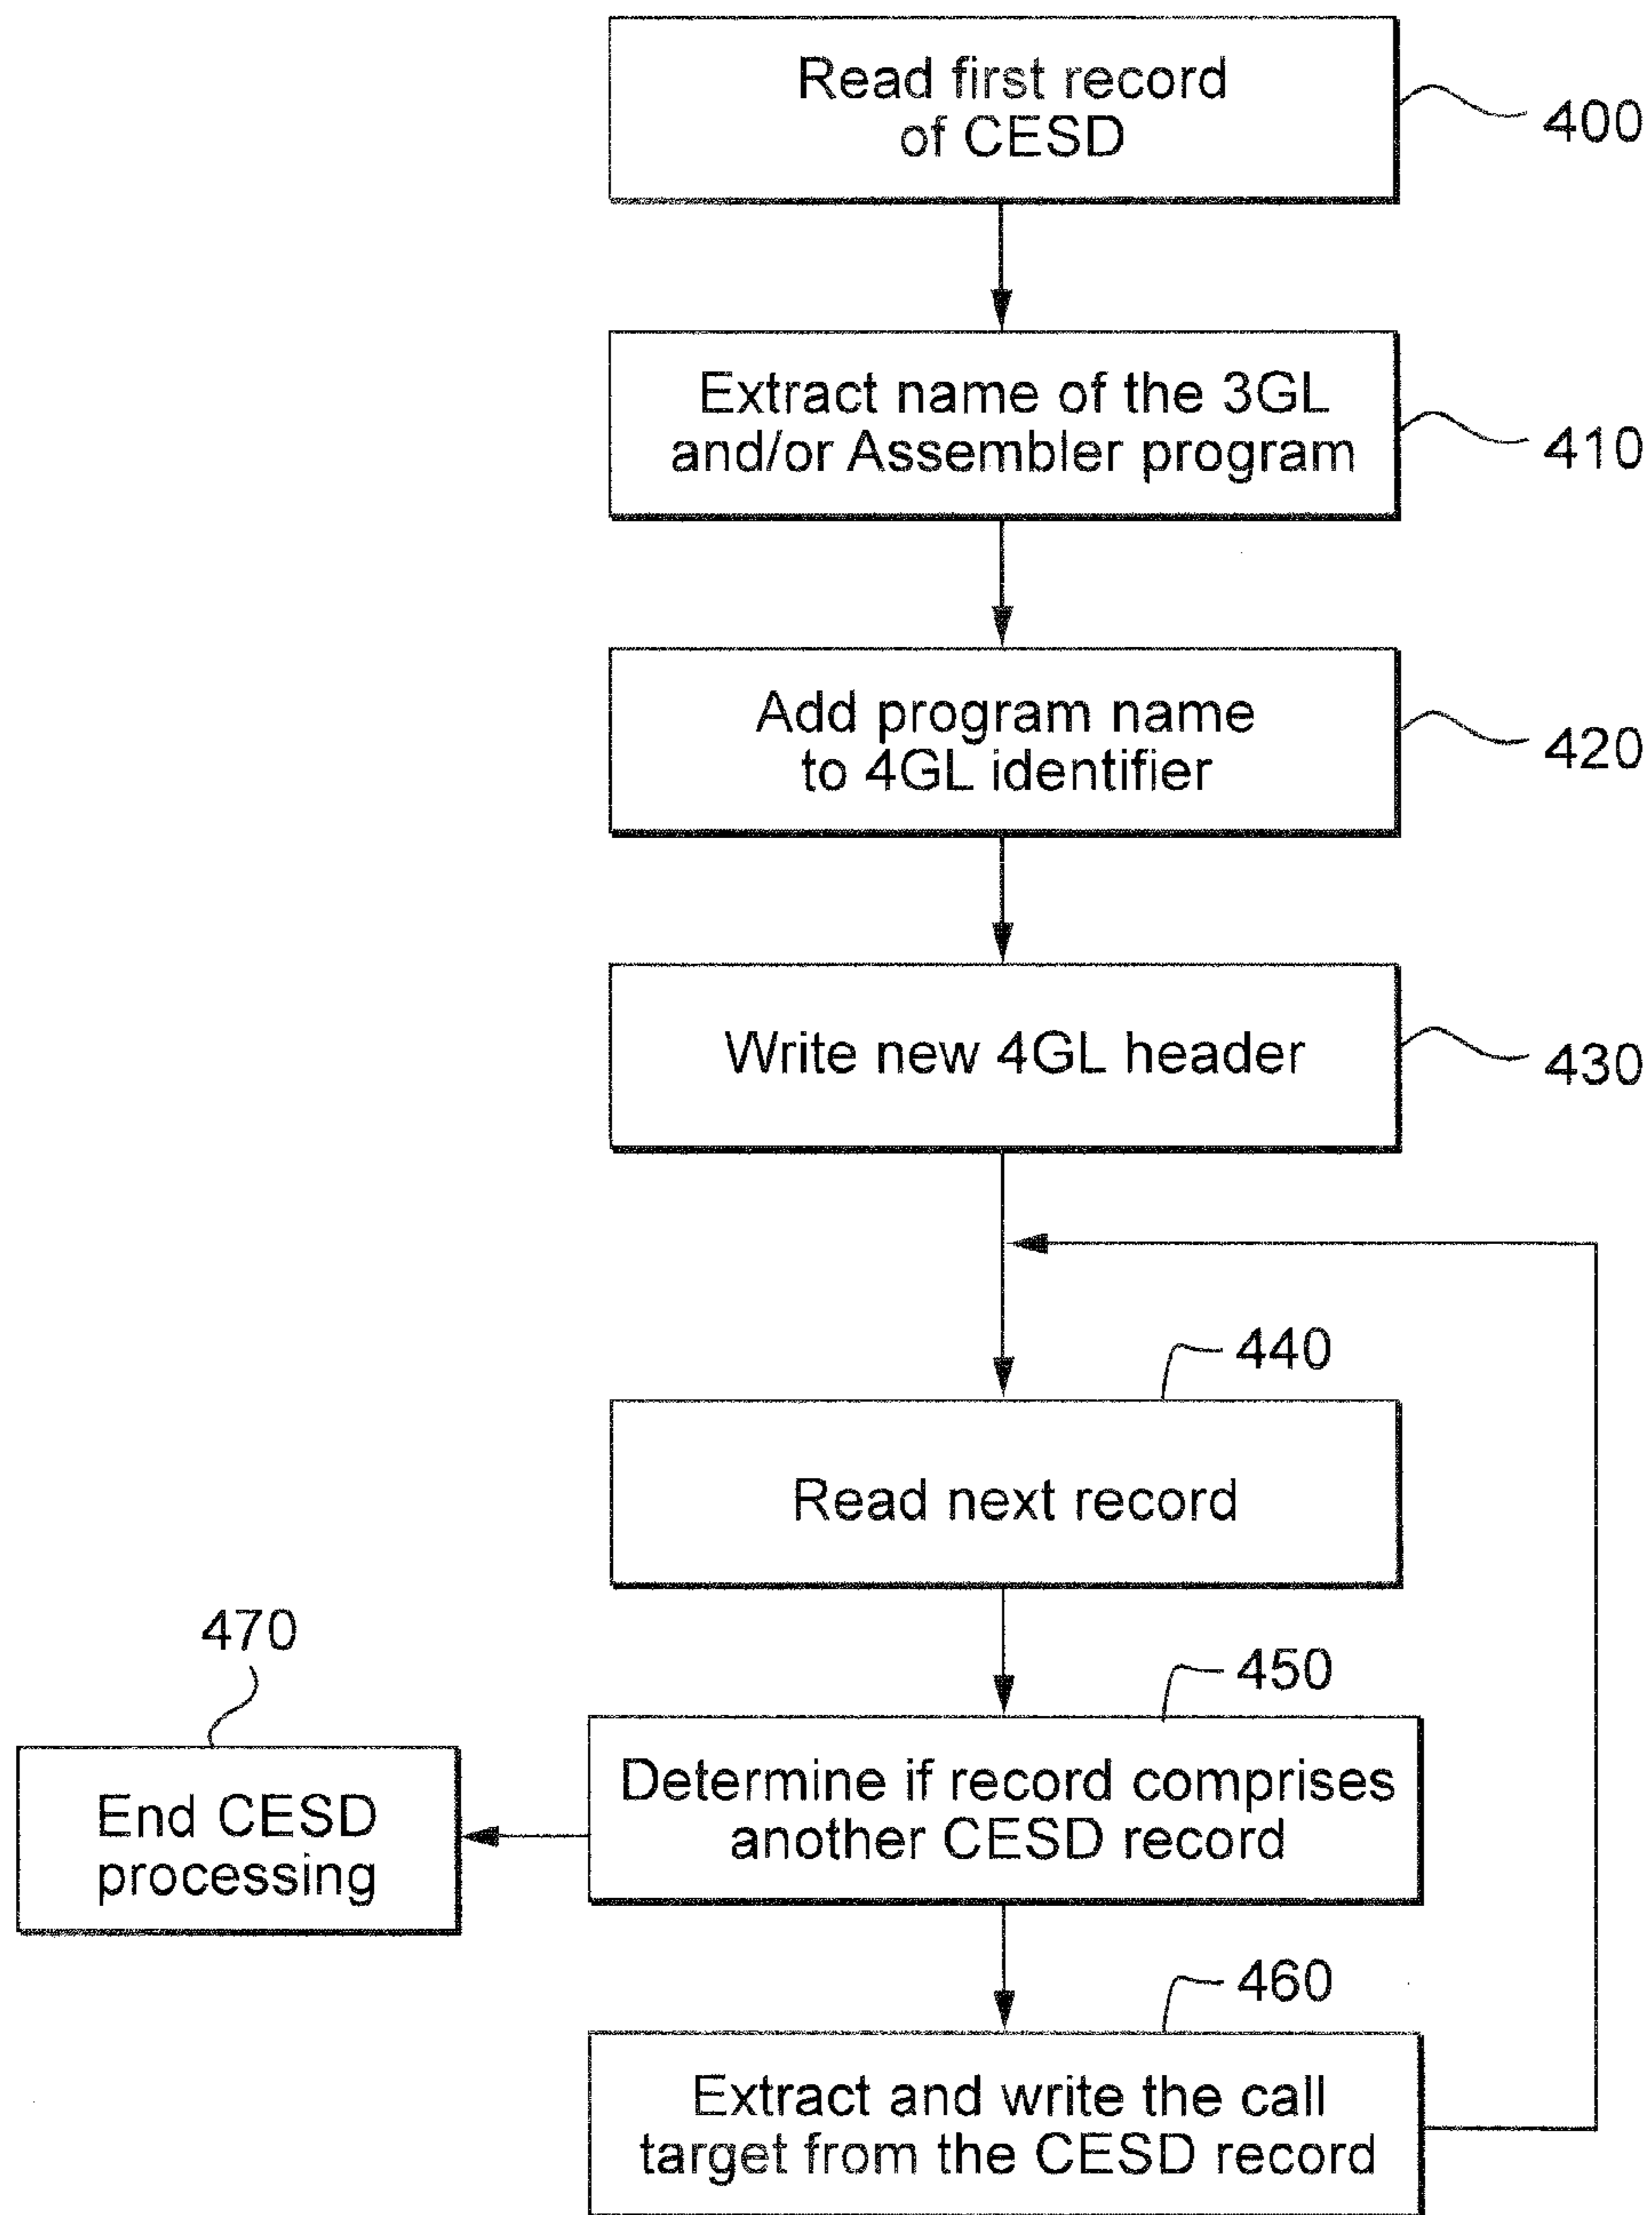 Read first record
of CESD
400
Extract name of the 3GL
and/or Assembler program
410
Add program name
to 4GL identifier
420
Write new 4GL header
430
440
Read next record
470
450
End CESD
processing
Determine if record comprises
another CESD record
460
Extract and write the call
target from the CESD record